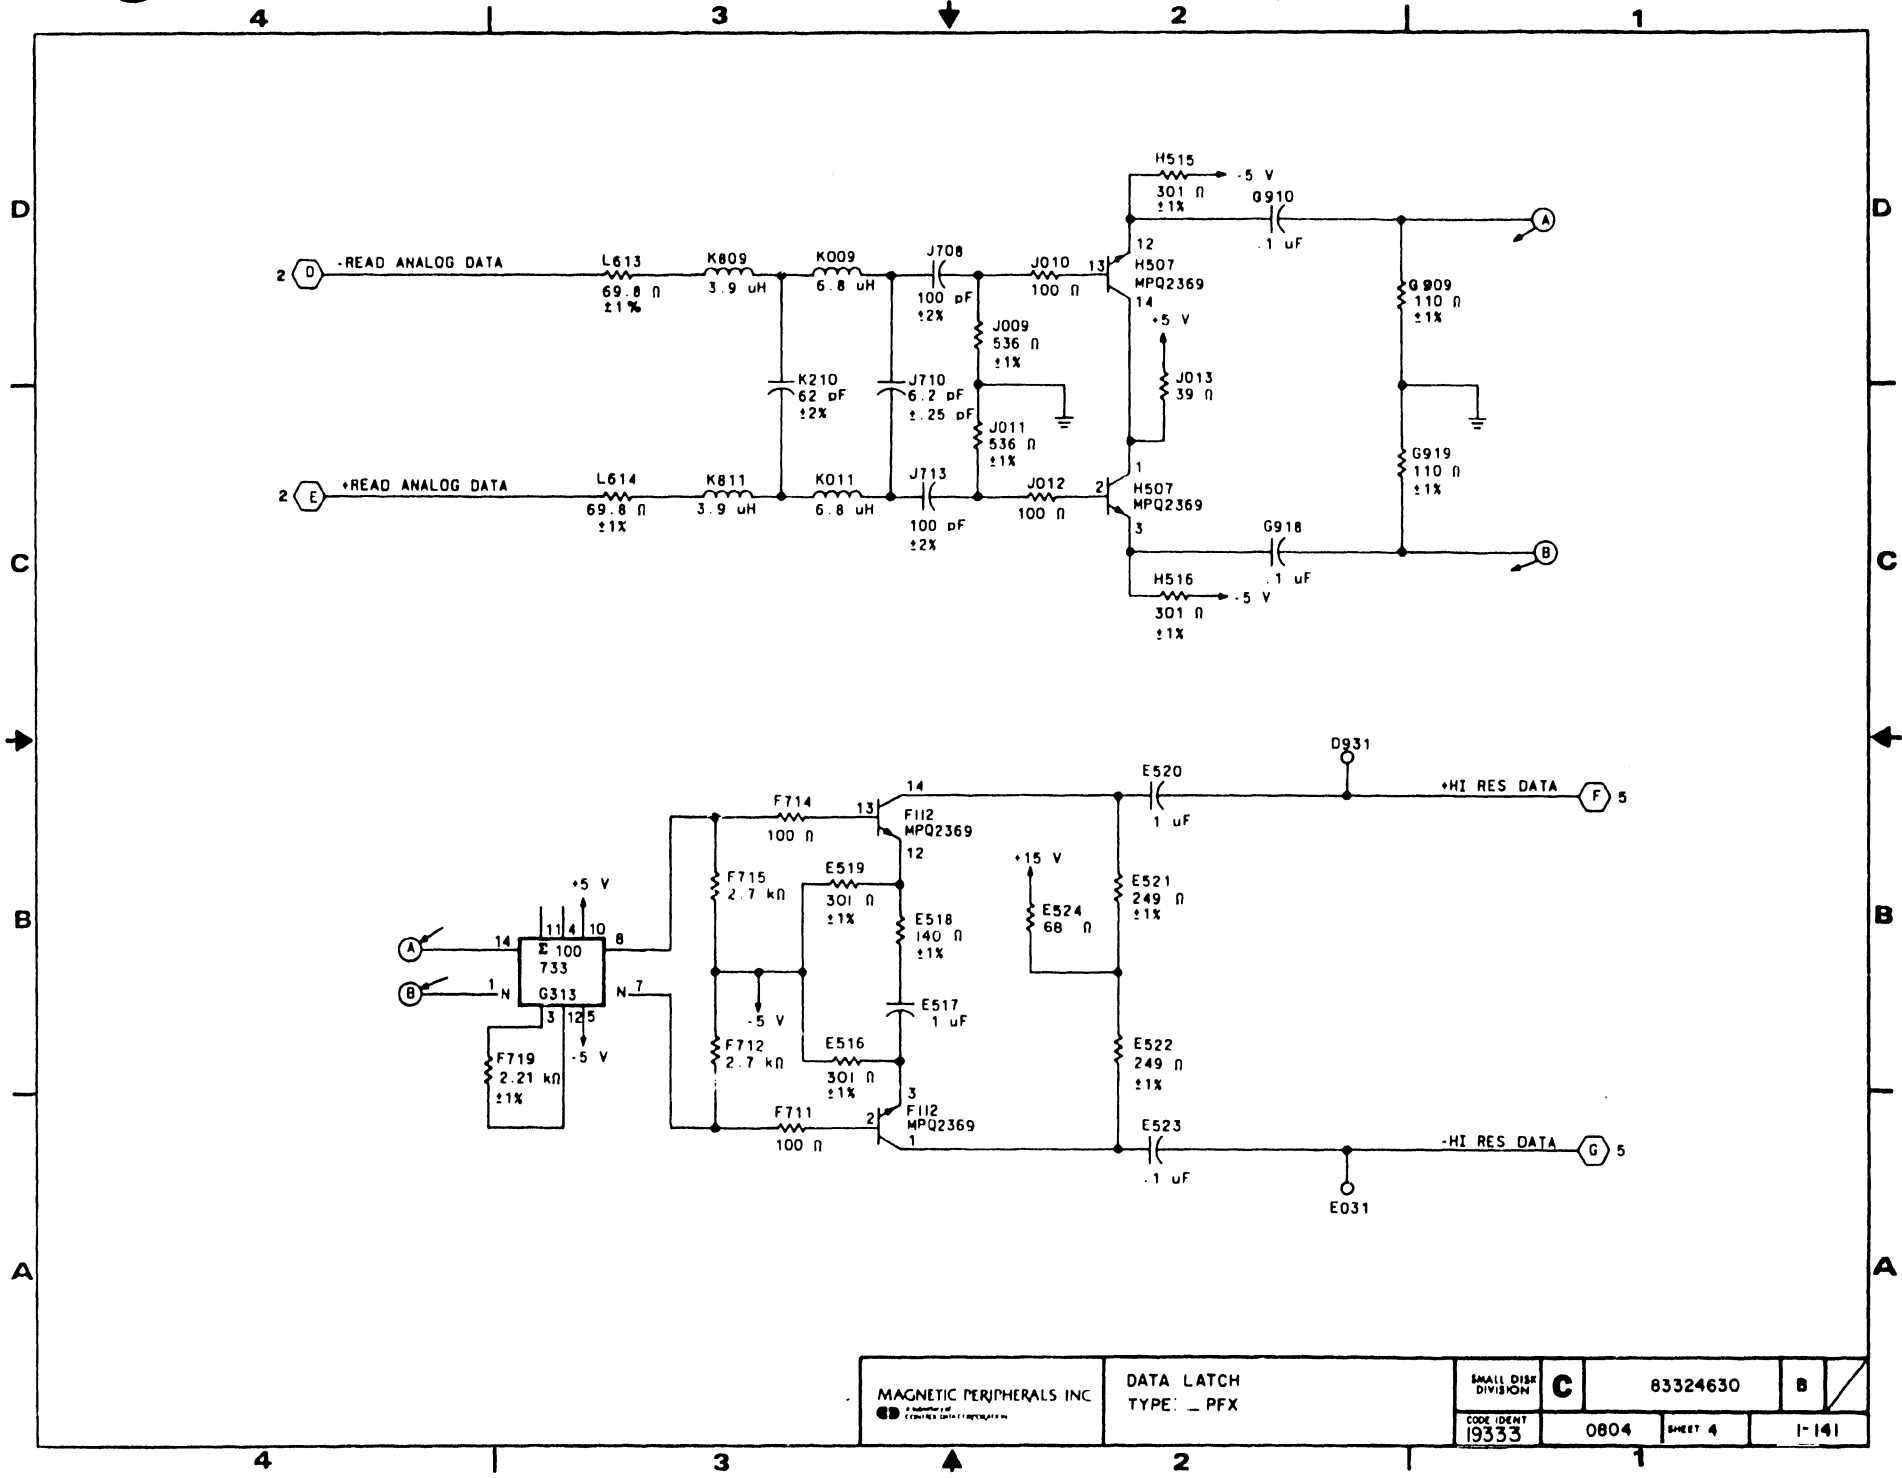 4 3 2 1
D
D
H515
-5 V
301 Ω
±1%
G910
.1 uF
A
12
H507
MPQ2369
13
14
2 D -READ ANALOG DATA
L613
69.8 Ω
±1%
K809
3.9 uH
K009
6.8 uH
J708
100 pF
±2%
J010
100 Ω
+5 V
J009
536 Ω
±1%
G909
110 Ω
±1%
K210
62 pF
±2%
J710
6.2 pF
±.25 pF
J013
39 Ω
J011
536 Ω
±1%
G919
110 Ω
±1%
2 E +READ ANALOG DATA
L614
69.8 Ω
±1%
K811
3.9 uH
K011
6.8 uH
J713
100 pF
±2%
J012
100 Ω
1
2
H507
MPQ2369
3
G918
.1 uF
B
H516
-5 V
301 Ω
±1%
C
C
D931
E520
1 uF
+HI RES DATA F 5
F714
100 Ω
14
13
F112
MPQ2369
12
+15 V
F715
2.7 kΩ
E519
301 Ω
±1%
E518
140 Ω
±1%
E524
68 Ω
E521
249 Ω
±1%
B
B
+5 V
11 4 10
A 14
8
Σ 100
733
G313
B 1 N
N 7
3 12 5
-5 V
F719
2.21 kΩ
±1%
-5 V
E517
1 uF
F712
2.7 kΩ
E516
301 Ω
±1%
E522
249 Ω
±1%
3
F112
MPQ2369
2
1
F711
100 Ω
E523
.1 uF
-HI RES DATA G 5
E031
A
A
MAGNETIC PERIPHERALS INC
a subsidiary of
CONTROL DATA CORPORATION
DATA LATCH
TYPE: _ PFX
SMALL DISK
DIVISION
C
83324630
B
CODE IDENT
19333
0804
SHEET 4
1-141
4 3 2 1